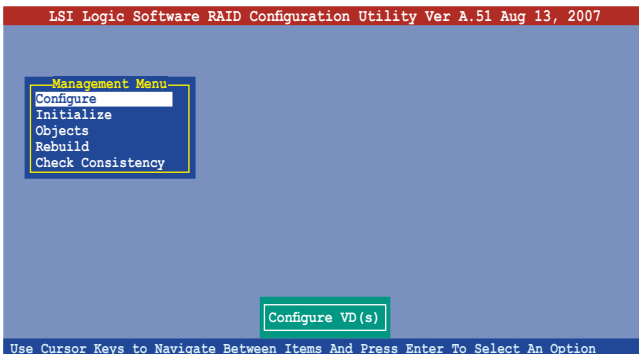 LSI Logic Software RAID Configuration Utility Ver A.51 Aug 13, 2007
Management Menu
Configure
Initialize
Objects
Rebuild
Check Consistency
Configure VD(s)
Use Cursor Keys to Navigate Between Items And Press Enter To Select An Option